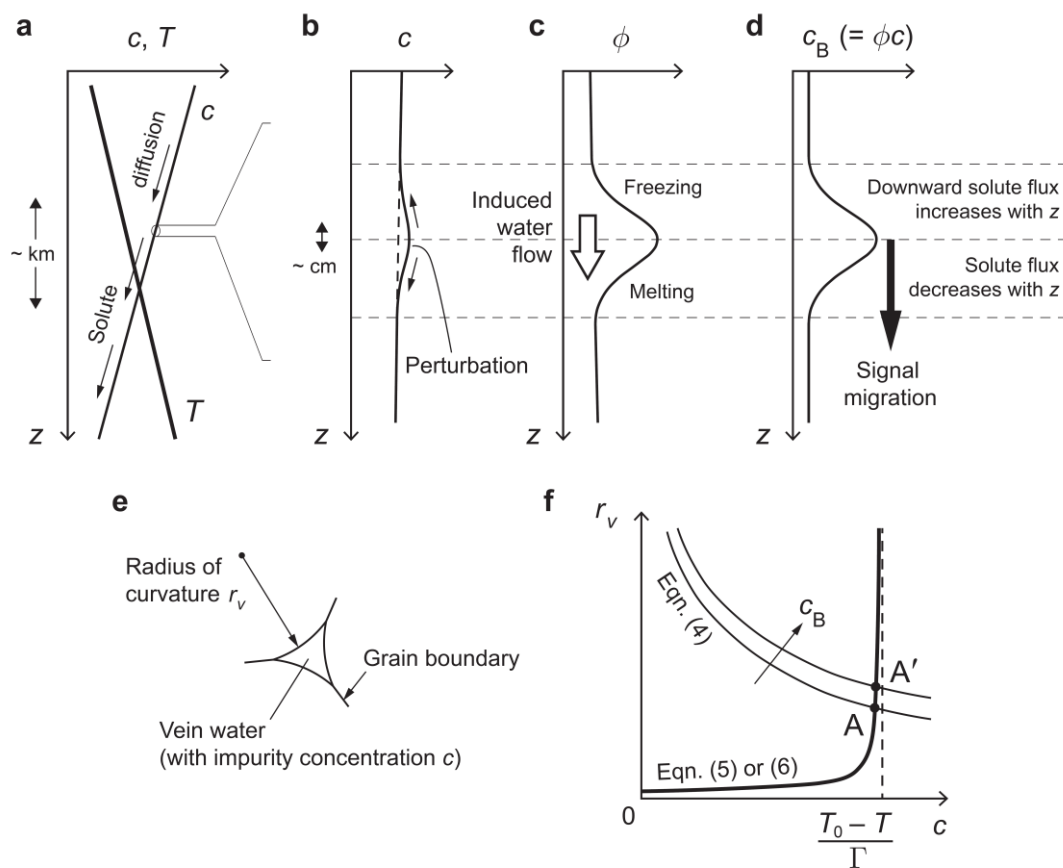 a
c, T
c
diffusion
~ km
Solute
T
z
b
c
~ cm
Perturbation
z
c
ϕ
Freezing
Induced
water
flow
Melting
z
d
c_B (= ϕc)
Downward solute flux
increases with z
Solute flux
decreases with z
Signal
migration
z
e
Radius of
curvature r_v
Grain boundary
Vein water
(with impurity concentration c)
f
r_v
Eqn. (4)
c_B
A′
A
Eqn. (5) or (6)
0
T_0 − T
Γ
c